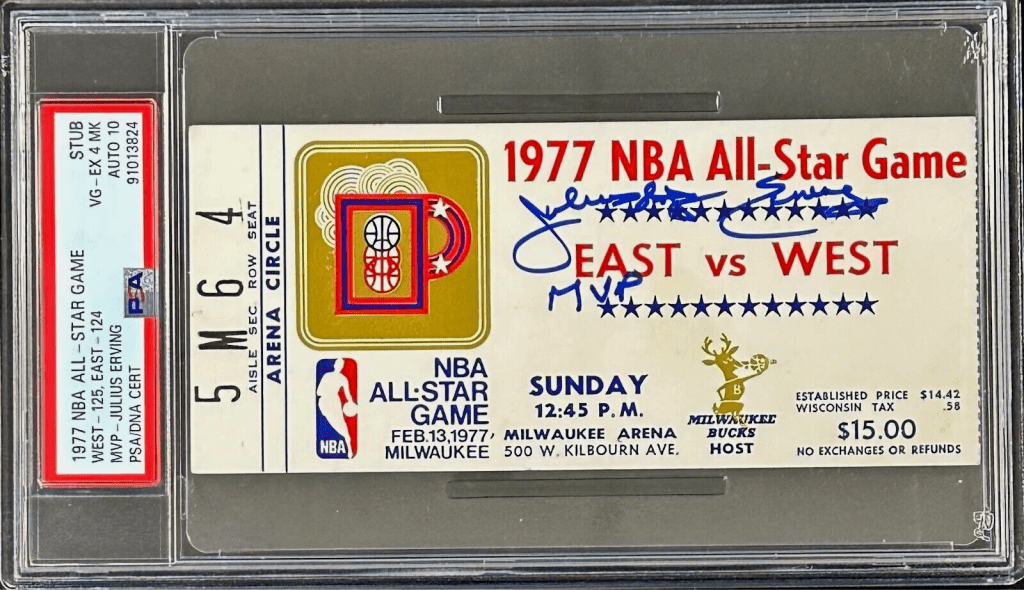 1977 NBA ALL-STAR GAME STUB
WEST-125, EAST-124 VG-EX 4 MK
MVP-JULIUS ERVING AUTO 10
PSA/DNA CERT 91013824
PSA
5 M 6 4
AISLE SEC. ROW SEAT
ARENA CIRCLE
1977 NBA All-Star Game
Julius Erving
EAST vs WEST
MVP
NBA
NBA
ALL-STAR
GAME
FEB.13,1977,
MILWAUKEE
SUNDAY
12:45 P.M.
MILWAUKEE ARENA
500 W. KILBOURN AVE.
B
MILWAUKEE
BUCKS
HOST
ESTABLISHED PRICE $14.42
WISCONSIN TAX .58
$15.00
NO EXCHANGES OR REFUNDS